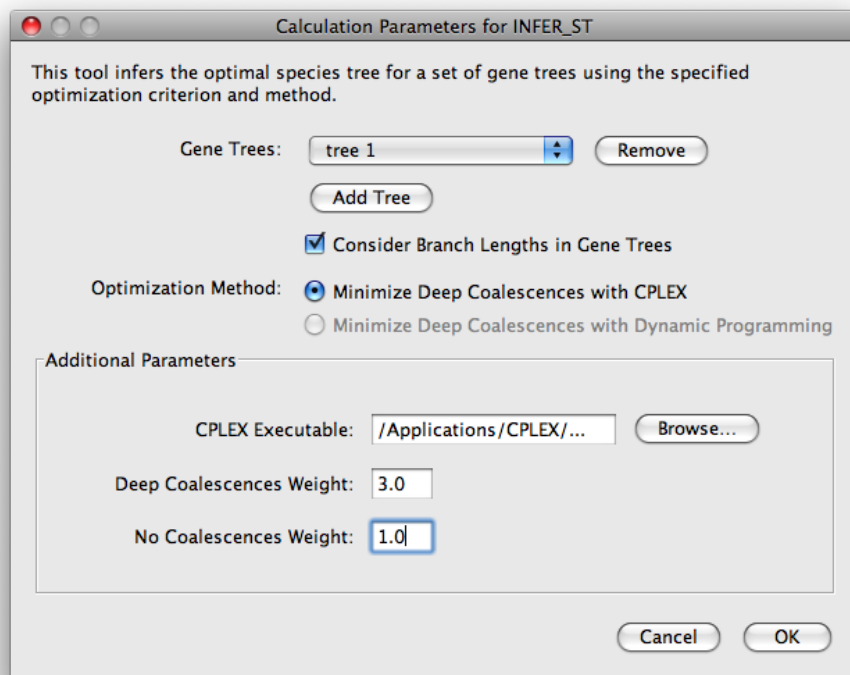 Calculation Parameters for INFER_ST
This tool infers the optimal species tree for a set of gene trees using the specified
optimization criterion and method.
Gene Trees: tree 1 Remove
Add Tree
Consider Branch Lengths in Gene Trees
Optimization Method: Minimize Deep Coalescences with CPLEX
Minimize Deep Coalescences with Dynamic Programming
Additional Parameters
CPLEX Executable: /Applications/CPLEX/... Browse...
Deep Coalescences Weight: 3.0
No Coalescences Weight: 1.0
Cancel OK